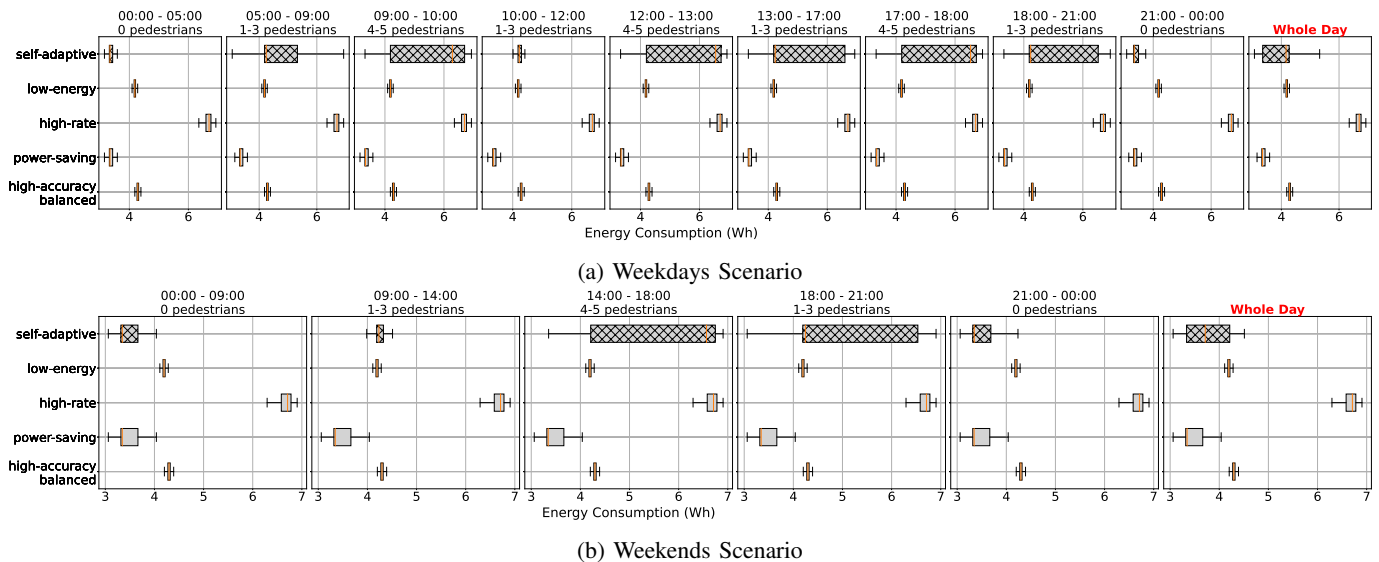 00:00 - 05:00 05:00 - 09:00 09:00 - 10:00 10:00 - 12:00 12:00 - 13:00 13:00 - 17:00 17:00 - 18:00 18:00 - 21:00 21:00 - 00:00
0 pedestrians 1-3 pedestrians 4-5 pedestrians 1-3 pedestrians 4-5 pedestrians 1-3 pedestrians 4-5 pedestrians 1-3 pedestrians 0 pedestrians Whole Day
self-adaptive
low-energy
high-rate
power-saving
high-accuracy
balanced
4 6 4 6 4 6 4 6 4 6 4 6 4 6 4 6 4 6 4 6
Energy Consumption (Wh)
(a) Weekdays Scenario
00:00 - 09:00 09:00 - 14:00 14:00 - 18:00 18:00 - 21:00 21:00 - 00:00
0 pedestrians 1-3 pedestrians 4-5 pedestrians 1-3 pedestrians 0 pedestrians Whole Day
self-adaptive
low-energy
high-rate
power-saving
high-accuracy
balanced
3 4 5 6 7 3 4 5 6 7 3 4 5 6 7 3 4 5 6 7 3 4 5 6 7 3 4 5 6 7
Energy Consumption (Wh)
(b) Weekends Scenario